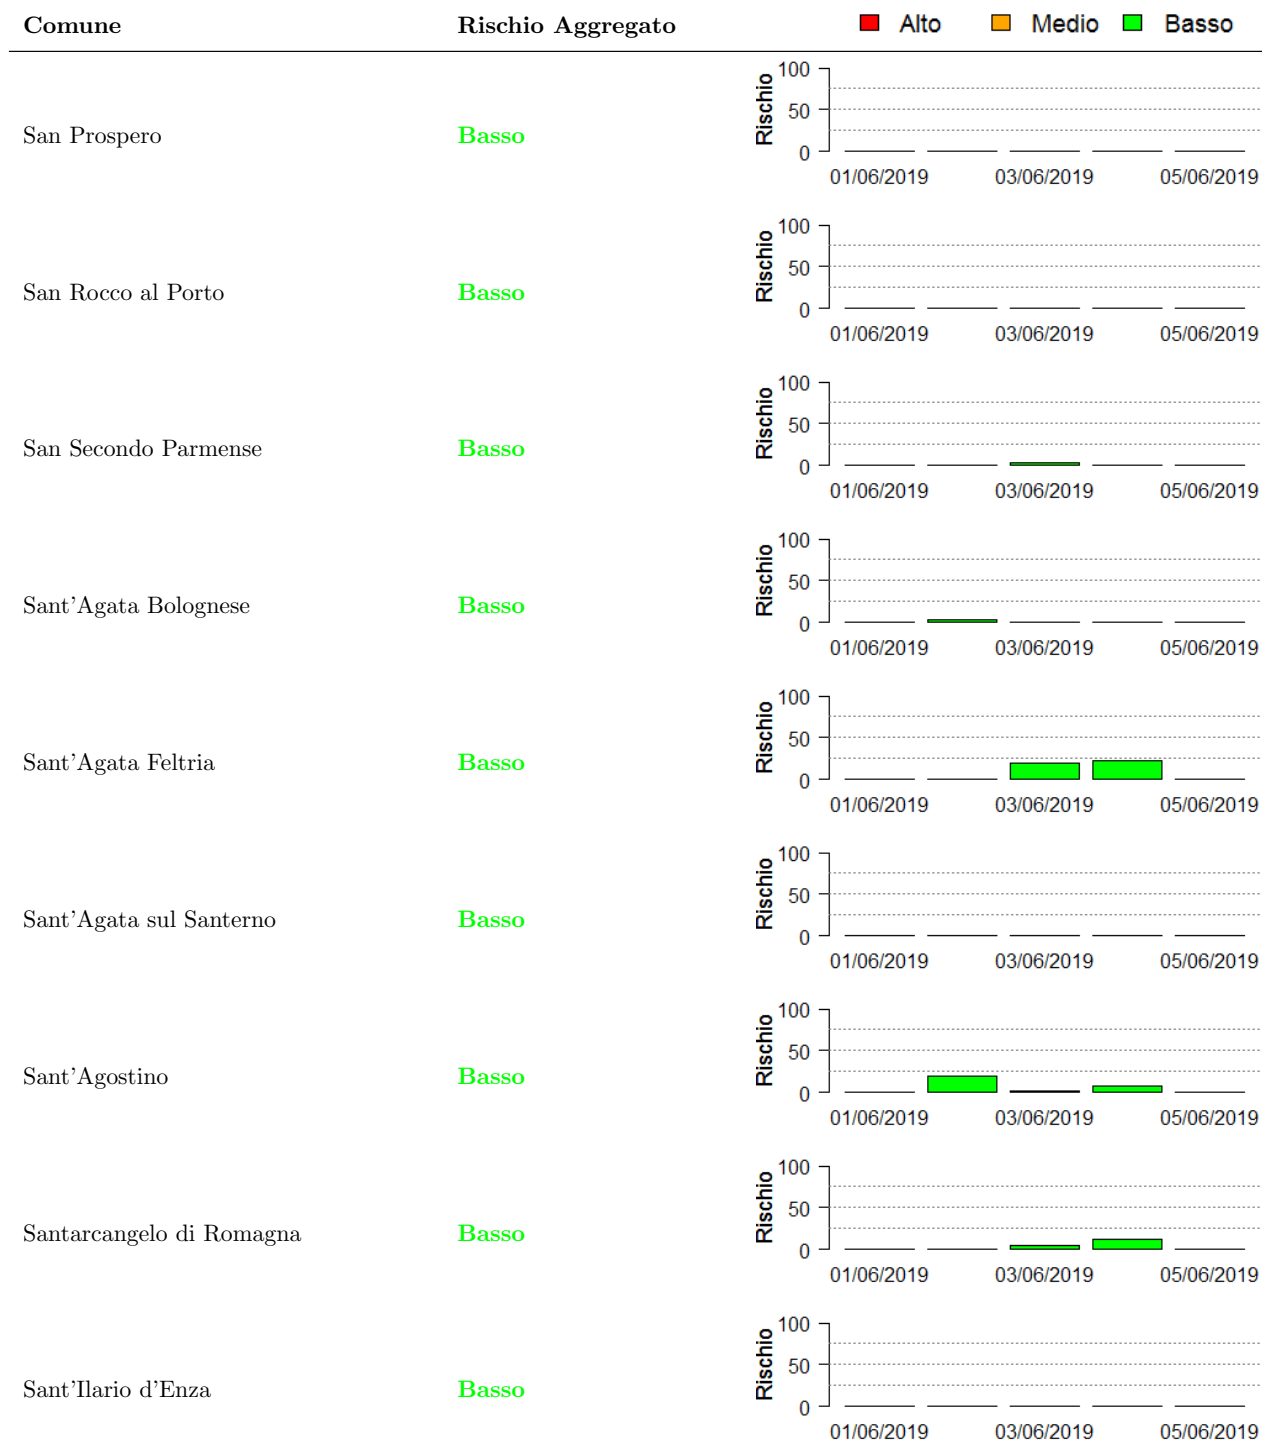 Comune Rischio Aggregato Alto Medio Basso
100
50
0
Rischio
San Prospero Basso
01/06/2019 03/06/2019 05/06/2019
100
50
0
Rischio
San Rocco al Porto Basso
01/06/2019 03/06/2019 05/06/2019
100
50
0
Rischio
San Secondo Parmense Basso
01/06/2019 03/06/2019 05/06/2019
100
50
0
Rischio
Sant'Agata Bolognese Basso
01/06/2019 03/06/2019 05/06/2019
100
50
0
Rischio
Sant'Agata Feltria Basso
01/06/2019 03/06/2019 05/06/2019
100
50
0
Rischio
Sant'Agata sul Santerno Basso
01/06/2019 03/06/2019 05/06/2019
100
50
0
Rischio
Sant'Agostino Basso
01/06/2019 03/06/2019 05/06/2019
100
50
0
Rischio
Santarcangelo di Romagna Basso
01/06/2019 03/06/2019 05/06/2019
100
50
0
Rischio
Sant'Ilario d'Enza Basso
01/06/2019 03/06/2019 05/06/2019